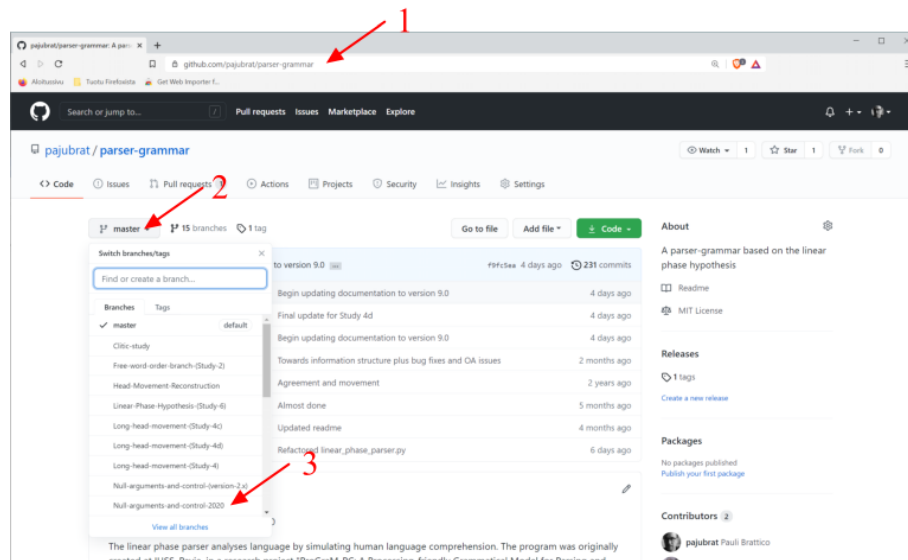 1
pajubrat/parser-grammar: A pars
github.com/pajubrat/parser-grammar
Aloitussivu Tuotu Firefoxista Get Web Importer f...
Search or jump to... / Pull requests Issues Marketplace Explore
pajubrat / parser-grammar
Watch 1 Star 1 Fork 0
Code Issues Pull requests 1 Actions Projects Security Insights Settings
2
master 15 branches 1 tag Go to file Add file Code
About
A parser-grammar based on the linear
phase hypothesis
Readme
MIT License
Releases
1 tags
Create a new release
Packages
No packages published
Publish your first package
Contributors 2
pajubrat Pauli Brattico
Switch branches/tags
Find or create a branch...
Branches Tags
master default
Clitic-study
Free-word-order-branch-(Study-2)
Head-Movement-Reconstruction
Linear-Phase-Hypothesis-(Study-6)
Long-head-movement-(Study-4c)
Long-head-movement-(Study-4d)
Long-head-movement-(Study-4)
Null-arguments-and-control-(version-2.x)
Null-arguments-and-control-2020
View all branches
to version 9.0 ... f9fc5ea 4 days ago 231 commits
Begin updating documentation to version 9.0 4 days ago
Final update for Study 4d 4 days ago
Begin updating documentation to version 9.0 4 days ago
Towards information structure plus bug fixes and OA issues 2 months ago
Agreement and movement 2 years ago
Almost done 5 months ago
Updated readme 4 months ago
Refactored linear_phase_parser.py 6 days ago
3
The linear phase parser analyses language by simulating human language comprehension. The program was originally